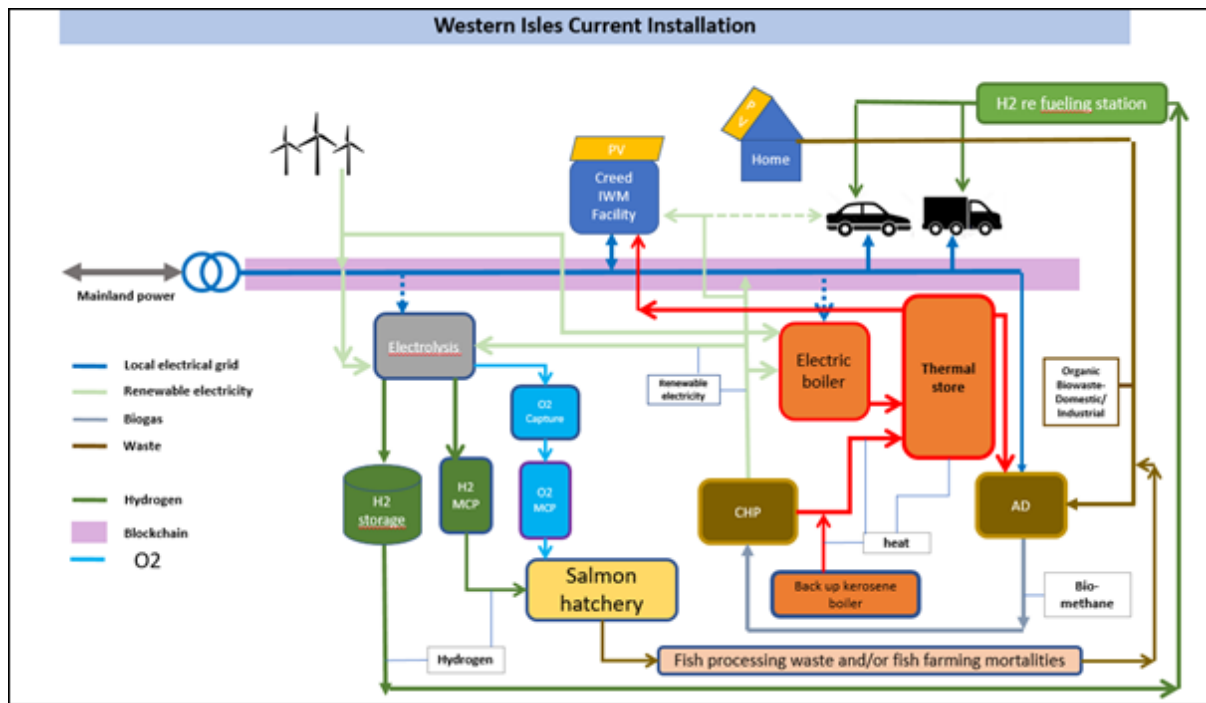 Western Isles Current Installation
H2 re fueling station
P
V
Home
PV
Creed
IWM
Facility
Mainland power
Electrolysis
Electric
boiler
Thermal
store
Local electrical grid
Renewable electricity
Biogas
Waste
Hydrogen
Blockchain
O2
Renewable
electricity
Organic
Biowaste-
Domestic/
Industrial
O2
Capture
H2
storage
H2
MCP
O2
MCP
CHP
AD
heat
Salmon
hatchery
Back up kerosene
boiler
Bio-
methane
Hydrogen
Fish processing waste and/or fish farming mortalities